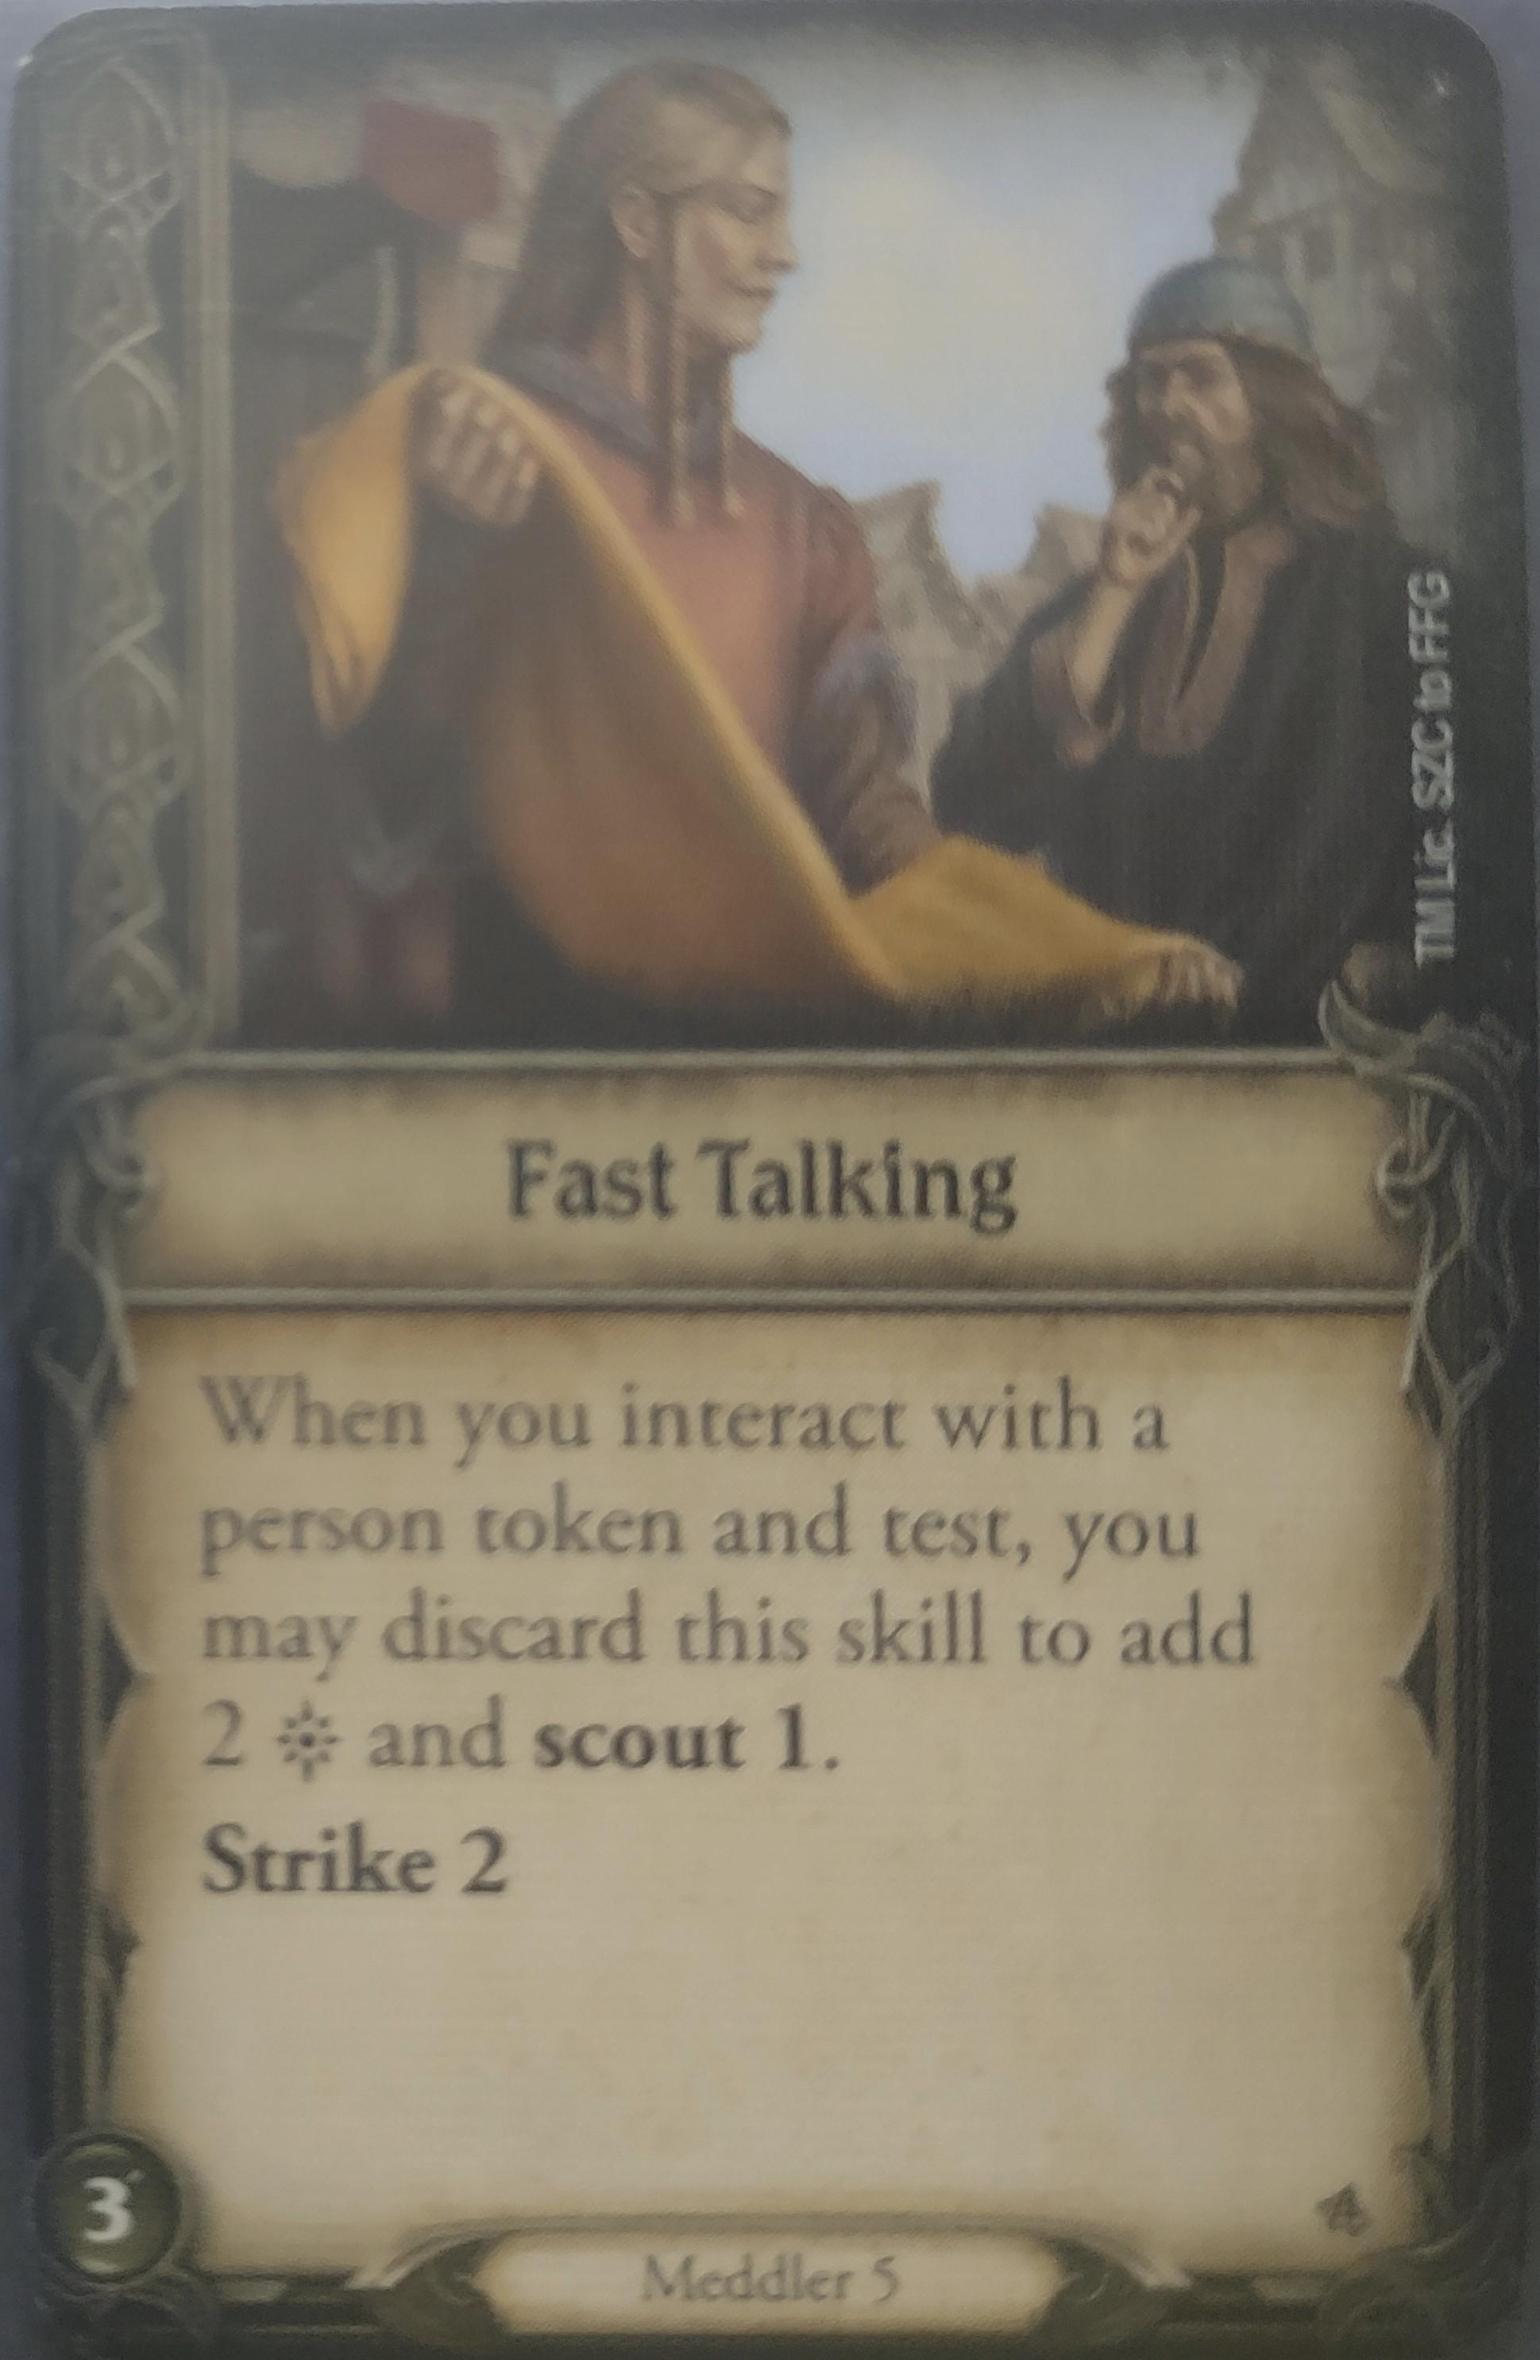 TM Lic. SZC to FFG
Fast Talking
When you interact with a
person token and test, you
may discard this skill to add
2 and scout 1.
Strike 2
3
Meddler 5